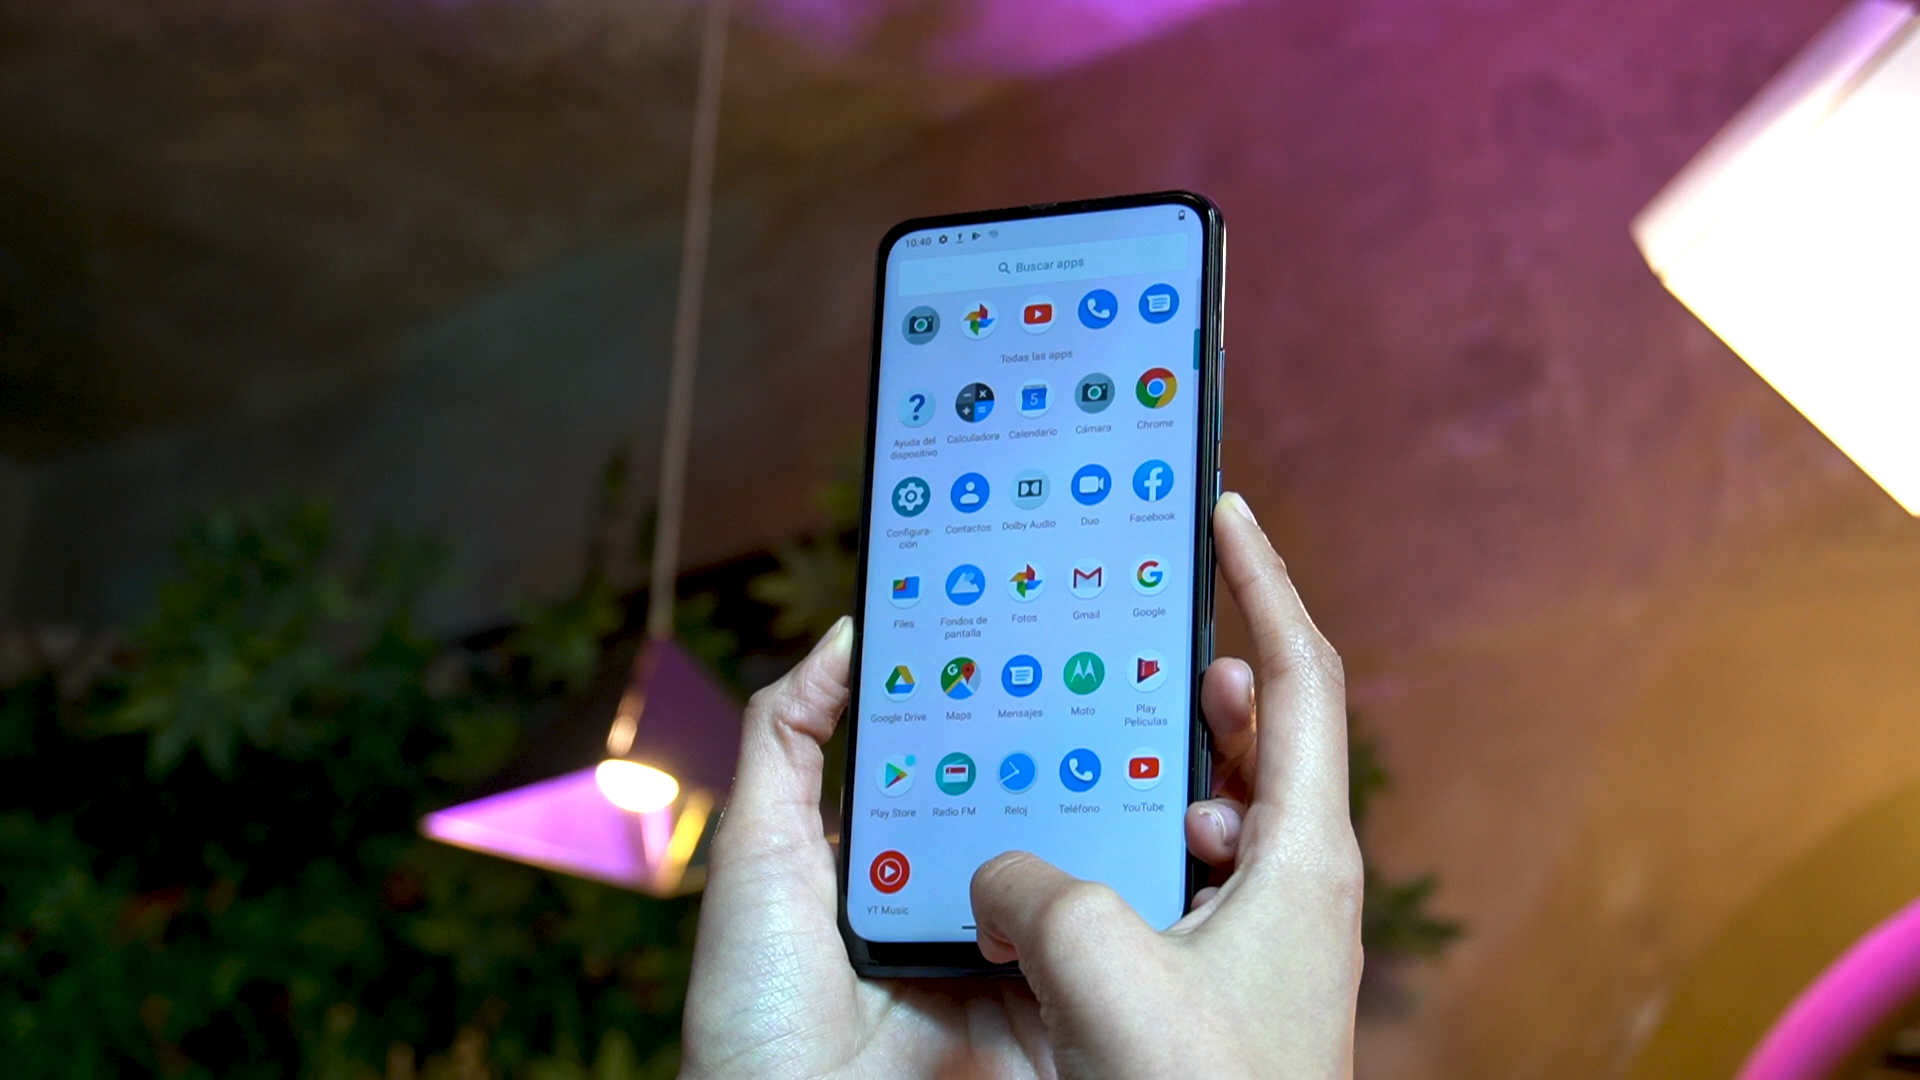 10:40
Buscar apps
Todas las apps
Ayuda del
dispositivo
Calculadora
5
Calendario
Cámara
Chrome
Configura-
ción
Contactos
Dolby Audio
Duo
Facebook
Files
Fondos de
pantalla
Fotos
Gmail
Google
Google Drive
Maps
Mensajes
Moto
Play
Películas
Play Store
Radio FM
Reloj
Teléfono
YouTube
YT Music